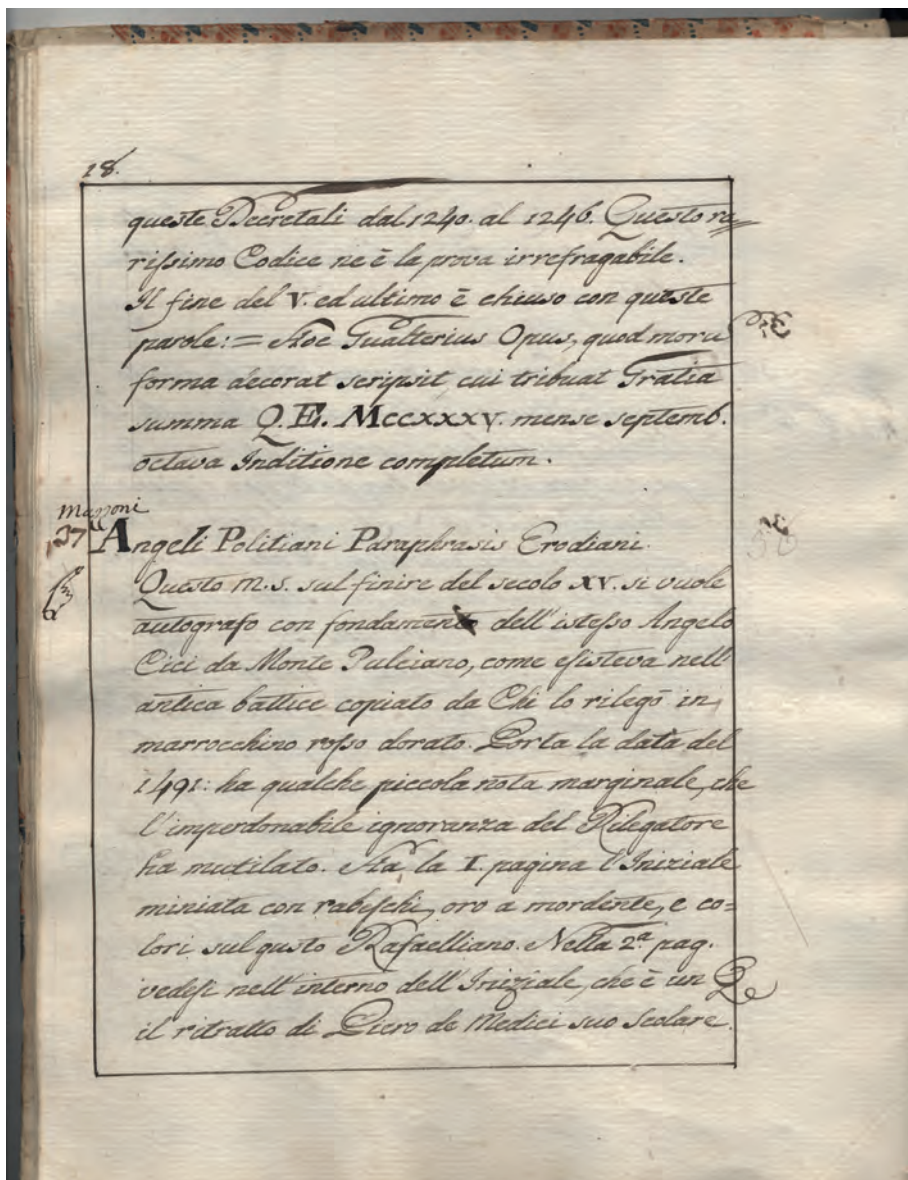 18.
queste Decretali dal 1240. al 1246. Questo ra=
rissimo Codice ne è la prova irrefragabile.
Il fine del V. ed ultimo è chiuso con queste
parole: = Hoc Gualterius Opus, quod moru
forma decorat scripsit, cui tribuat Gratia
summa Q. E. MCCXXXV. mense septemb.
octava Inditione completum.
Mazzoni
137 Angeli Politiani Paraphrasis Erodiani.
Questo m.s. sul finire del secolo XV. si vuole
autografo con fondamento dell'istesso Angelo
Cici da Monte Pulciano, come esisteva nell'
antica battice copiato da Chi lo rilegò in
marrocchino rosso dorato. Porta la data del
1491: ha qualche piccola nota marginale, che
l'imperdonabile ignoranza del Rilegatore
ha mutilato. Ha la I. pagina l'Iniziale
miniata con rabeschi, oro a mordente, e co=
lori sul gusto Rafaelliano. Nella 2ª pag.
vedesi nell'interno dell'Iniziale, che è un P
il ritratto di Piero de Medici suo Scolare.